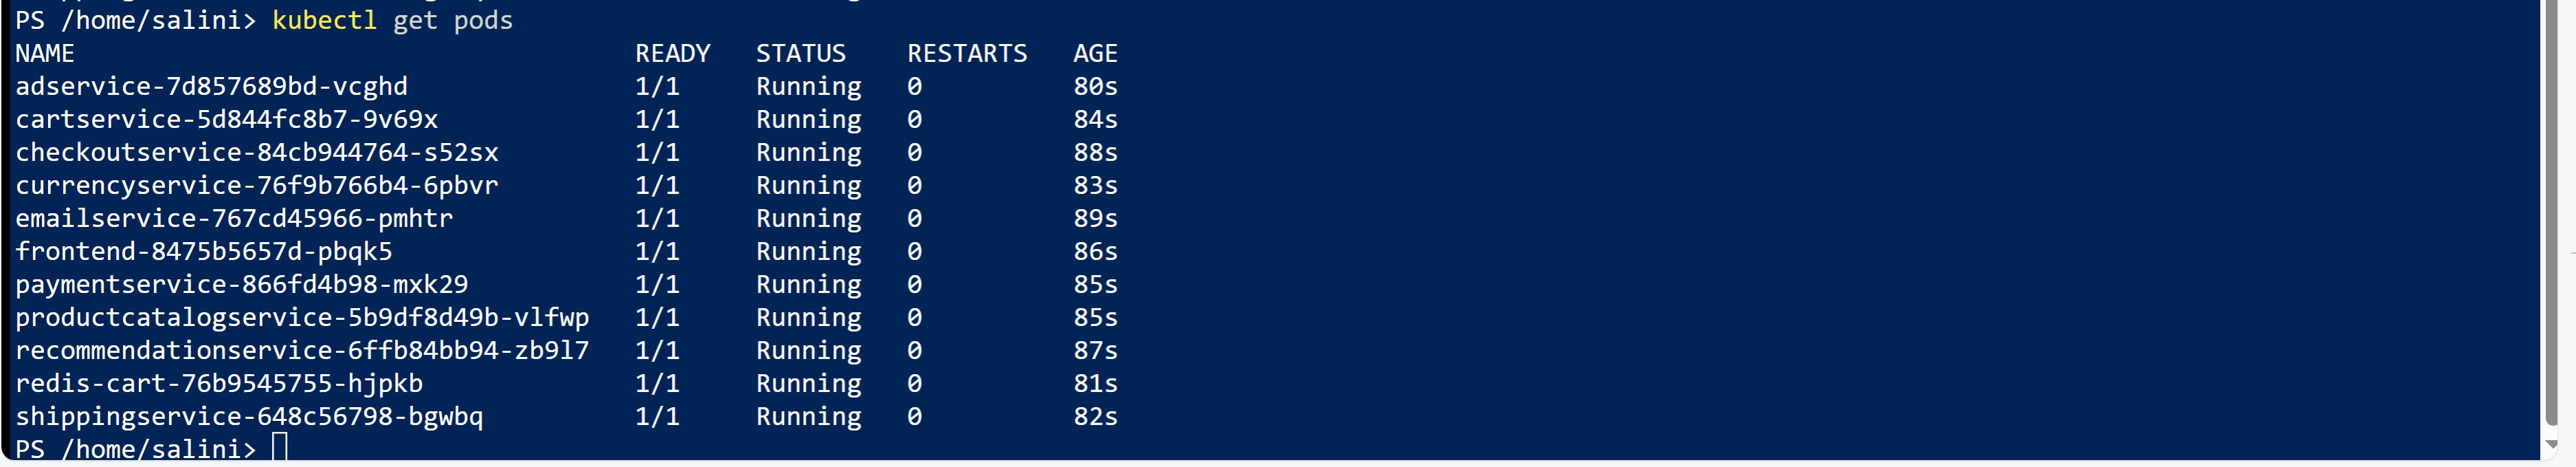 PS /home/salini> kubectl get pods
NAME READY STATUS RESTARTS AGE
adservice-7d857689bd-vcghd 1/1 Running 0 80s
cartservice-5d844fc8b7-9v69x 1/1 Running 0 84s
checkoutservice-84cb944764-s52sx 1/1 Running 0 88s
currencyservice-76f9b766b4-6pbvr 1/1 Running 0 83s
emailservice-767cd45966-pmhtr 1/1 Running 0 89s
frontend-8475b5657d-pbqk5 1/1 Running 0 86s
paymentservice-866fd4b98-mxk29 1/1 Running 0 85s
productcatalogservice-5b9df8d49b-vlfwp 1/1 Running 0 85s
recommendationservice-6ffb84bb94-zb9l7 1/1 Running 0 87s
redis-cart-76b9545755-hjpkb 1/1 Running 0 81s
shippingservice-648c56798-bgwbq 1/1 Running 0 82s
PS /home/salini>